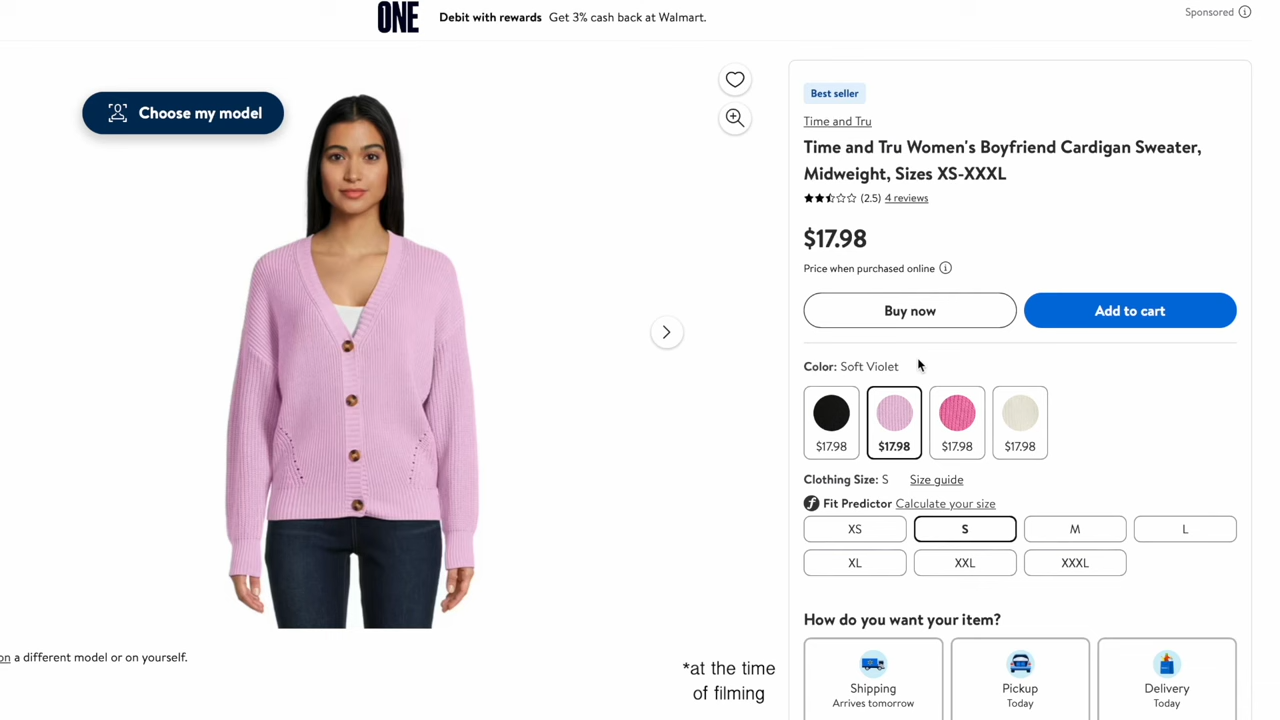 ONE Debit with rewards Get 3% cash back at Walmart.
Sponsored
Choose my model
on a different model or on yourself.
*at the time
of filming
Best seller
Time and Tru
Time and Tru Women's Boyfriend Cardigan Sweater,
Midweight, Sizes XS-XXXL
(2.5) 4 reviews
$17.98
Price when purchased online
Buy now Add to cart
Color: Soft Violet
$17.98 $17.98 $17.98 $17.98
Clothing Size: S Size guide
Fit Predictor Calculate your size
XS S M L
XL XXL XXXL
How do you want your item?
Shipping Pickup Delivery
Arrives tomorrow Today Today